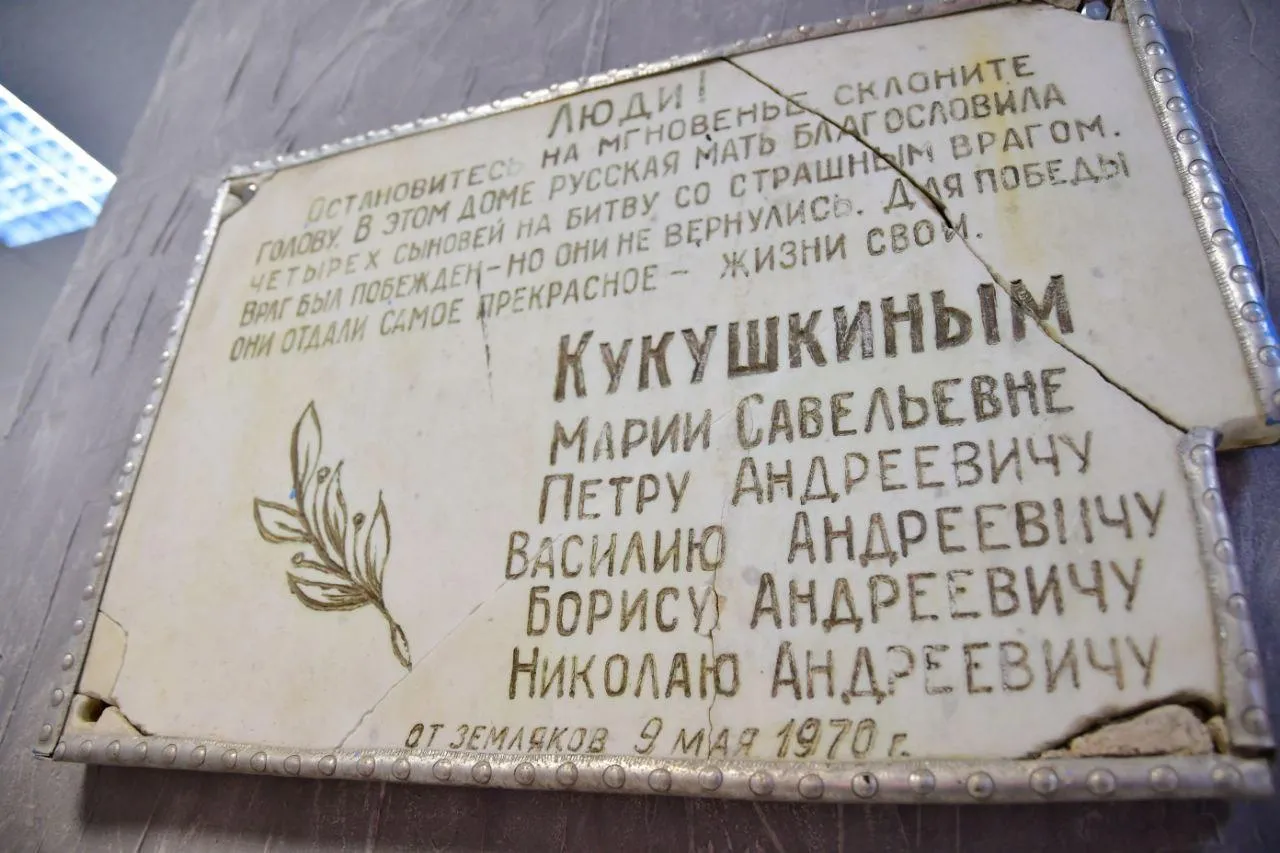 Люди!
Остановитесь на мгновенье, склоните
голову. В этом доме русская мать благословила
четырех сыновей на битву со страшным врагом.
Враг был побежден – но они не вернулись. Для победы
они отдали самое прекрасное – жизни свои.
Кукушкиным
Марии Савельевне
Петру Андреевичу
Василию Андреевичу
Борису Андреевичу
Николаю Андреевичу
от земляков 9 мая 1970 г.